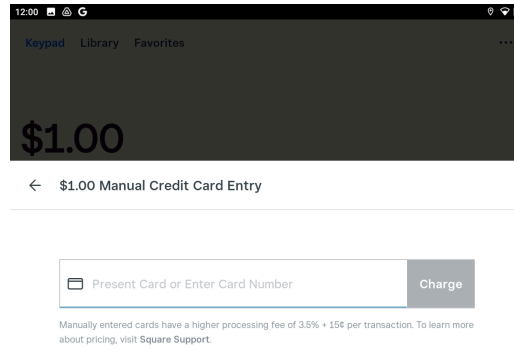 12:00 G
Keypad Library Favorites
$1.00
$1.00 Manual Credit Card Entry
Present Card or Enter Card Number Charge
Manually entered cards have a higher processing fee of 3.5% + 15¢ per transaction. To learn more
about pricing, visit Square Support.